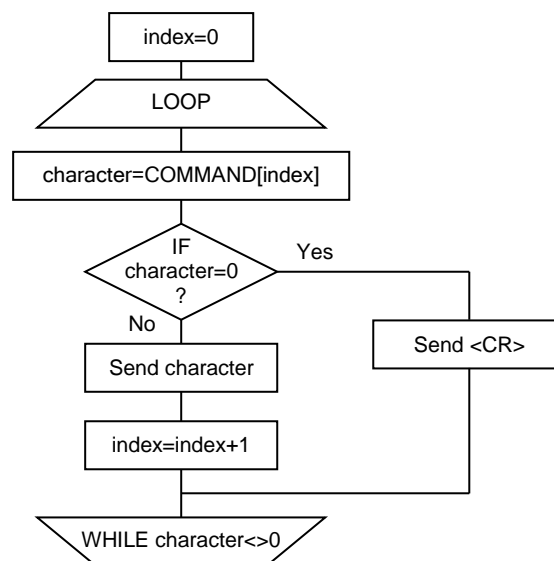 index=0
LOOP
character=COMMAND[index]
IF
character=0
?
Yes
No
Send character
Send <CR>
index=index+1
WHILE character<>0